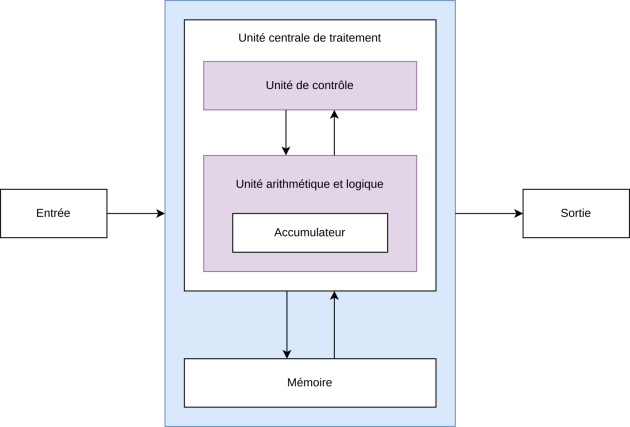 Unité centrale de traitement
Unité de contrôle
Unité arithmétique et logique
Accumulateur
Entrée
Sortie
Mémoire